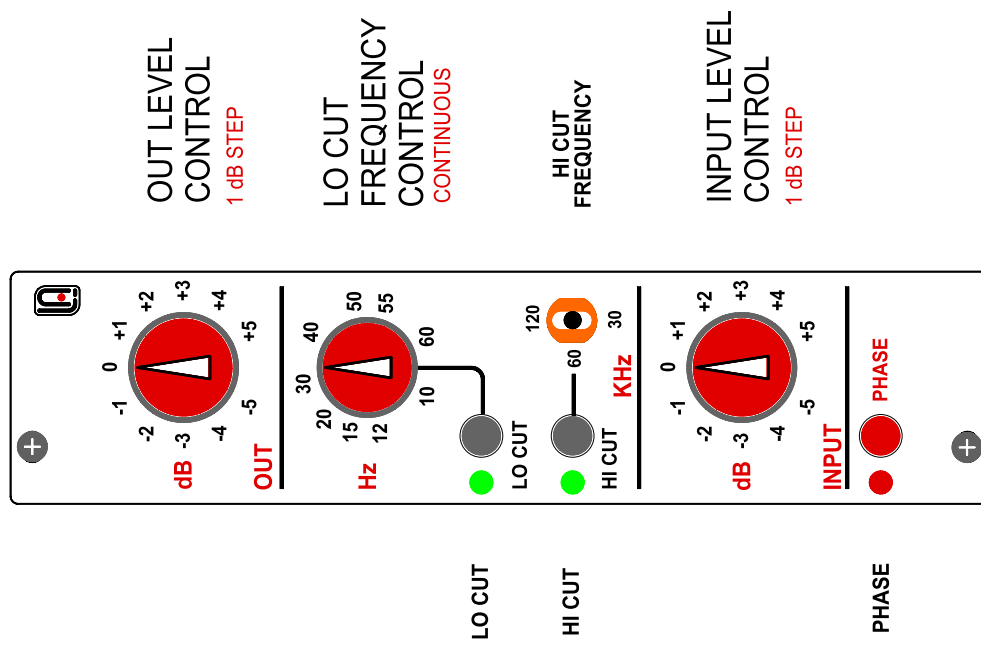 OUT LEVEL
CONTROL
1 dB STEP
0
-1
+1
-2
+2
dB
-3
+3
-4
+4
-5
+5
OUT
LO CUT
FREQUENCY
CONTROL
CONTINUOUS
30
40
20
50
15
55
Hz
12
10
60
LO CUT
LO CUT
HI CUT
FREQUENCY
120
60
30
HI CUT
HI CUT
KHz
INPUT LEVEL
CONTROL
1 dB STEP
0
-1
+1
-2
+2
dB
-3
+3
-4
+4
-5
+5
INPUT
PHASE
PHASE